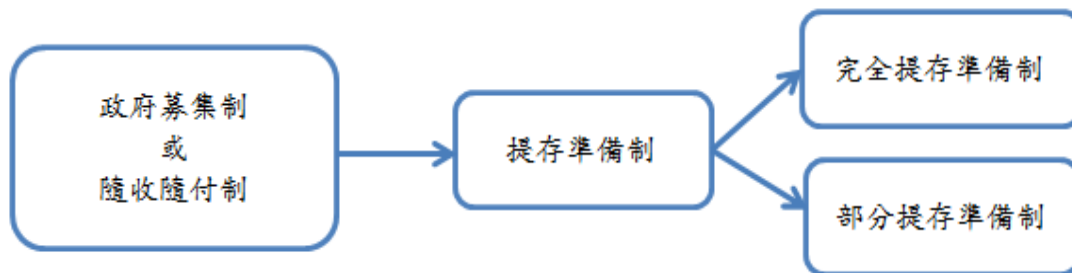 政府募集制
或
隨收隨付制
提存準備制
完全提存準備制
部分提存準備制